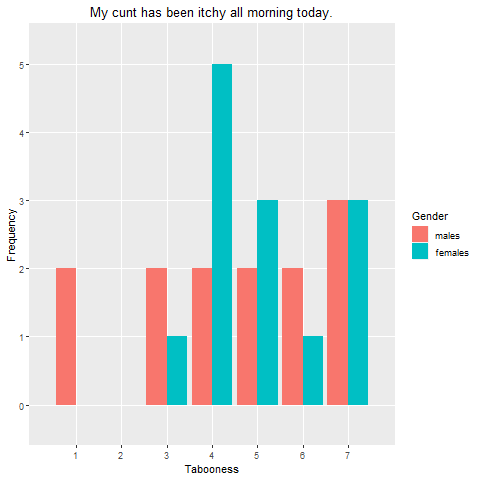 My cunt has been itchy all morning today.
5
4
3
2
1
0
Frequency
1 2 3 4 5 6 7
Tabooness
Gender
males
females